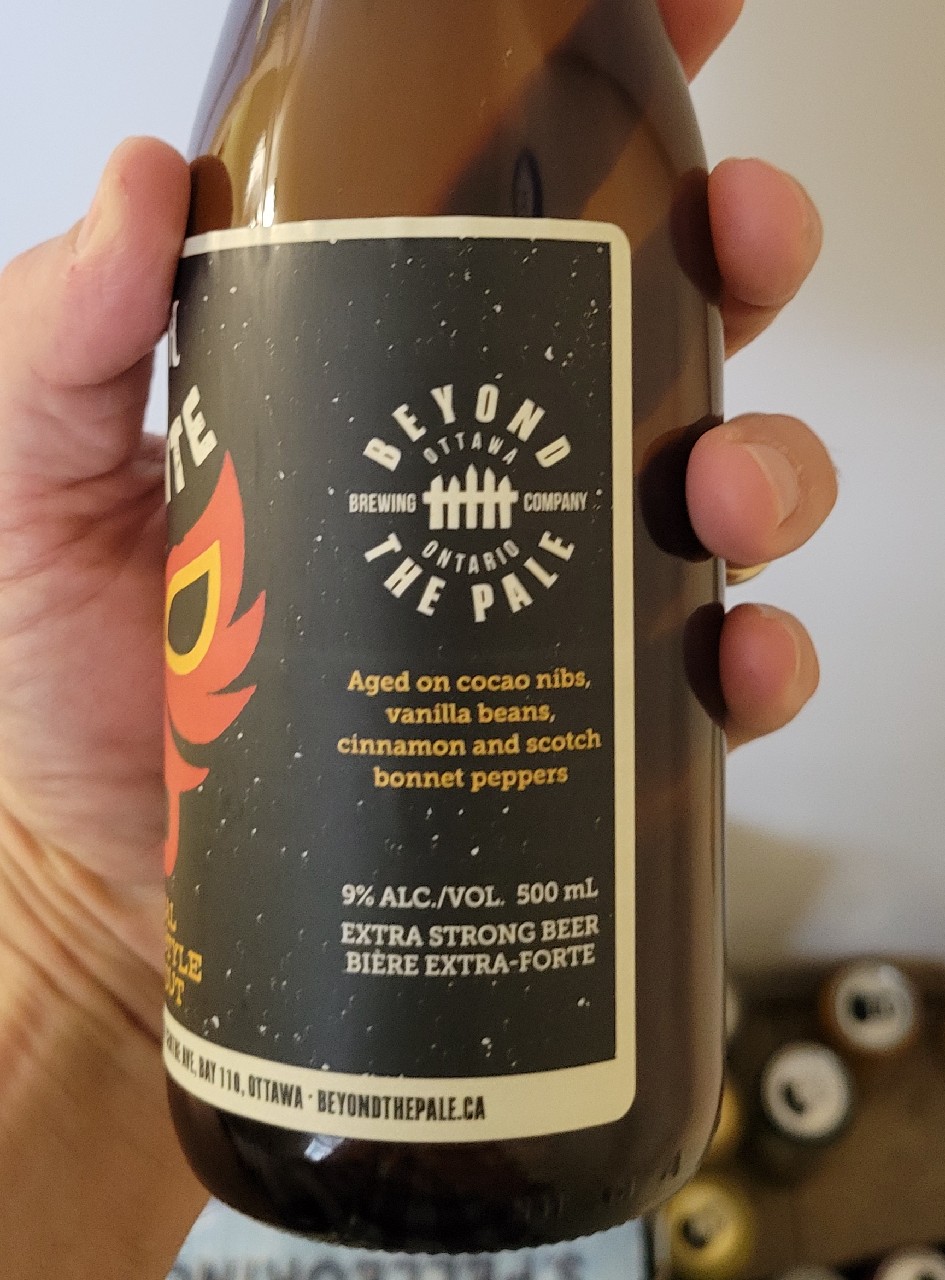 BEYOND
OTTAWA
BREWING COMPANY
ONTARIO
THE PALE
Aged on cocao nibs,
vanilla beans,
cinnamon and scotch
bonnet peppers
9% ALC./VOL. 500 mL
EXTRA STRONG BEER
BIÈRE EXTRA-FORTE
AVE, BAY 110, OTTAWA · BEYONDTHEPALE.CA